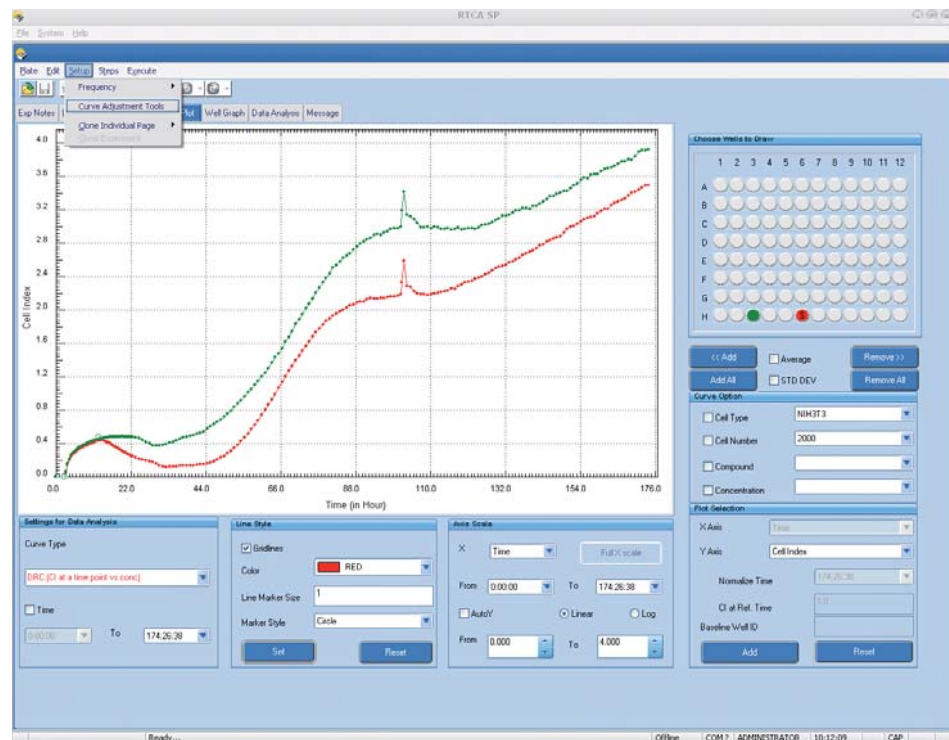 RTCA SP
File System Help
Plate Edit Setup Steps Execute
Frequency
Curve Adjustment Tools
Clone Individual Page
Exp Notes Plot Well Graph Data Analysis Message
4.0
3.6
3.2
2.8
2.4
2.0
1.6
1.2
0.8
0.4
0.0
Cell Index
0.0 22.0 44.0 66.0 88.0 110.0 132.0 154.0 176.0
Time (in Hour)
Choose Wells to Draw
1 2 3 4 5 6 7 8 9 10 11 12
A
B
C
D
E
F
G
H S
<< Add Average Remove >>
Add All STD DEV Remove All
Curve Option
Cell Type NIH3T3
Cell Number 2000
Compound
Concentration
Plot Selection
X Axis Time
Y Axis Cell Index
Normalize Time 174:26:38
CI at Ref. Time 1.0
Baseline Well ID
Add Reset
Settings for Data Analysis
Curve Type
DRC (CI at a time point vs conc)
Time
0:00:00 To 174:26:38
Line Style
Gridlines
Color RED
Line Marker Size 1
Marker Style Circle
Set Reset
Axis Scale
X Time Full X scale
From 0:00:00 To 174:26:38
AutoY Linear Log
From 0.000 To 4.000
Ready... Offline COM ? ADMINISTRATOR 10:12:09 CAP